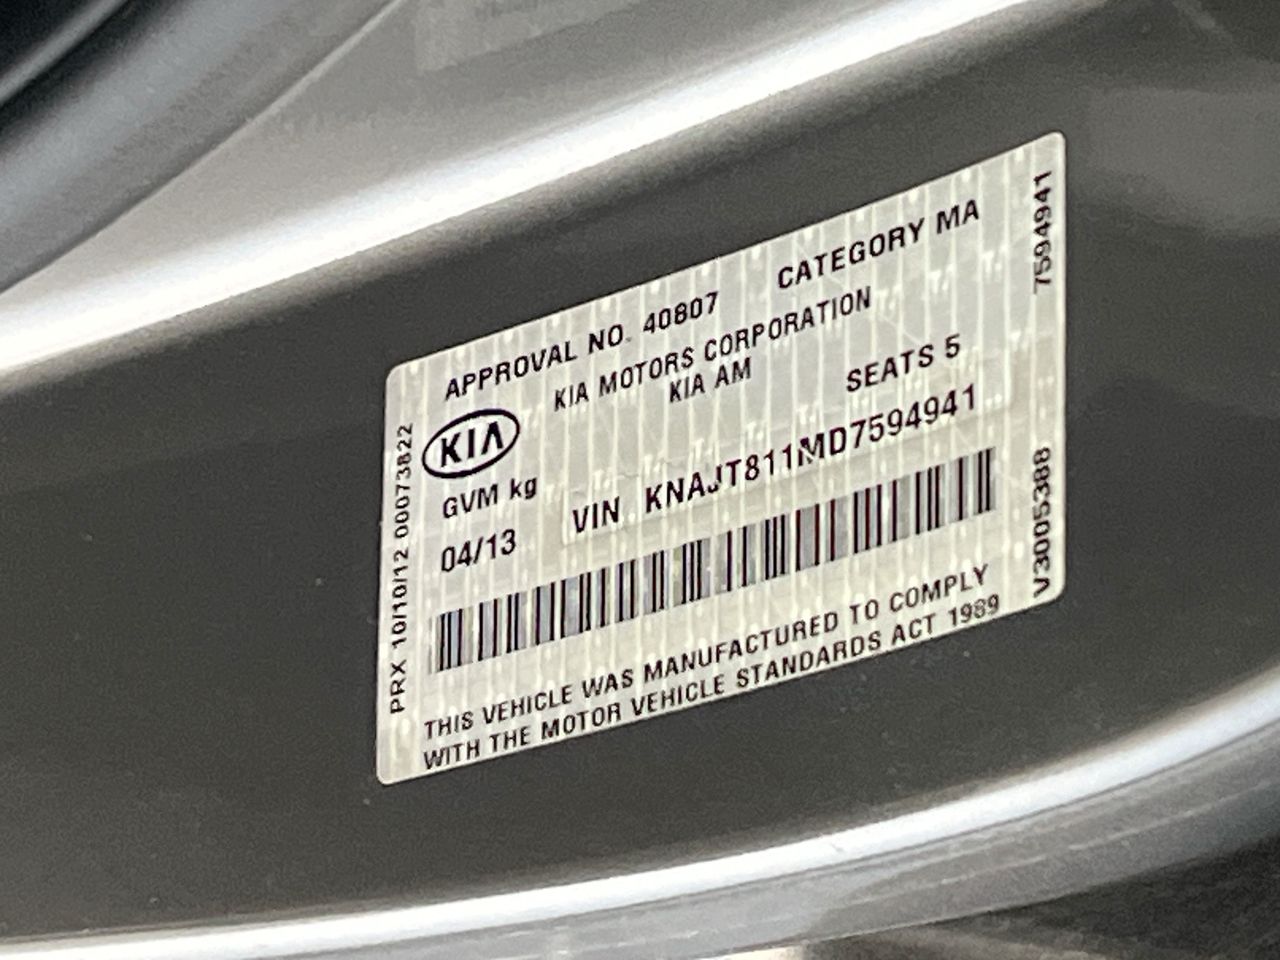 APPROVAL NO. 40807 CATEGORY MA
KIA MOTORS CORPORATION
KIA AM
SEATS 5
KIA
GVM kg
04/13
VIN KNAJT811MD7594941
THIS VEHICLE WAS MANUFACTURED TO COMPLY
WITH THE MOTOR VEHICLE STANDARDS ACT 1989
PRX 10/10/12 00073822
7594941
V3005388